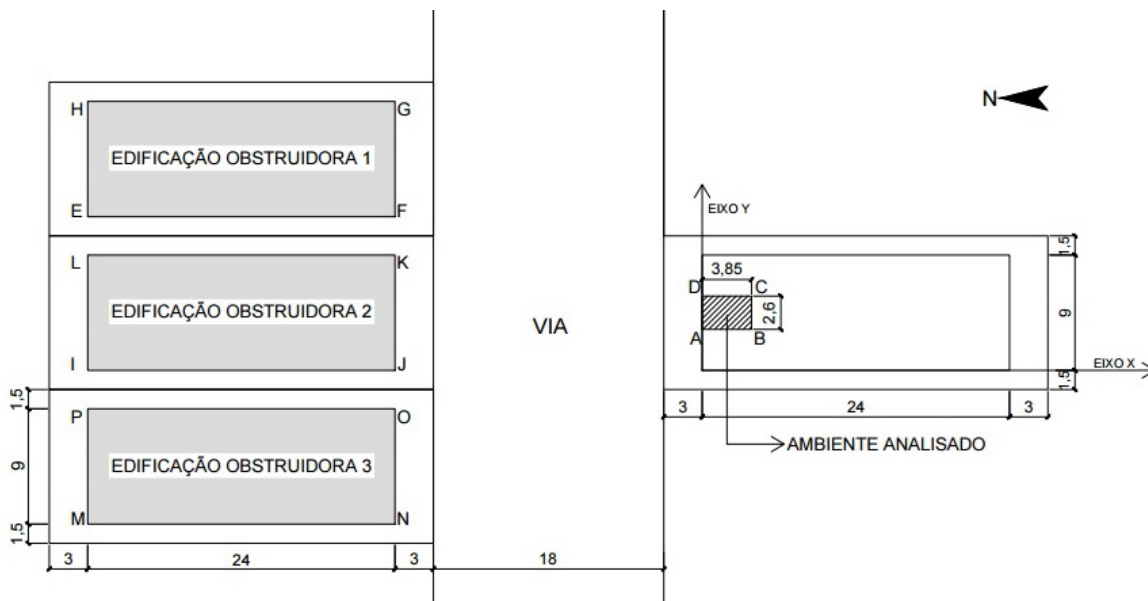 H
G
EDIFICAÇÃO OBSTRUIDORA 1
E
F
L
K
EDIFICAÇÃO OBSTRUIDORA 2
I
J
P
O
EDIFICAÇÃO OBSTRUIDORA 3
M
N
1,5
9
1,5
3
24
3
18
VIA
N
EIXO Y
3,85
D
C
2,6
A
B
1,5
9
1,5
EIXO X
3
24
3
AMBIENTE ANALISADO